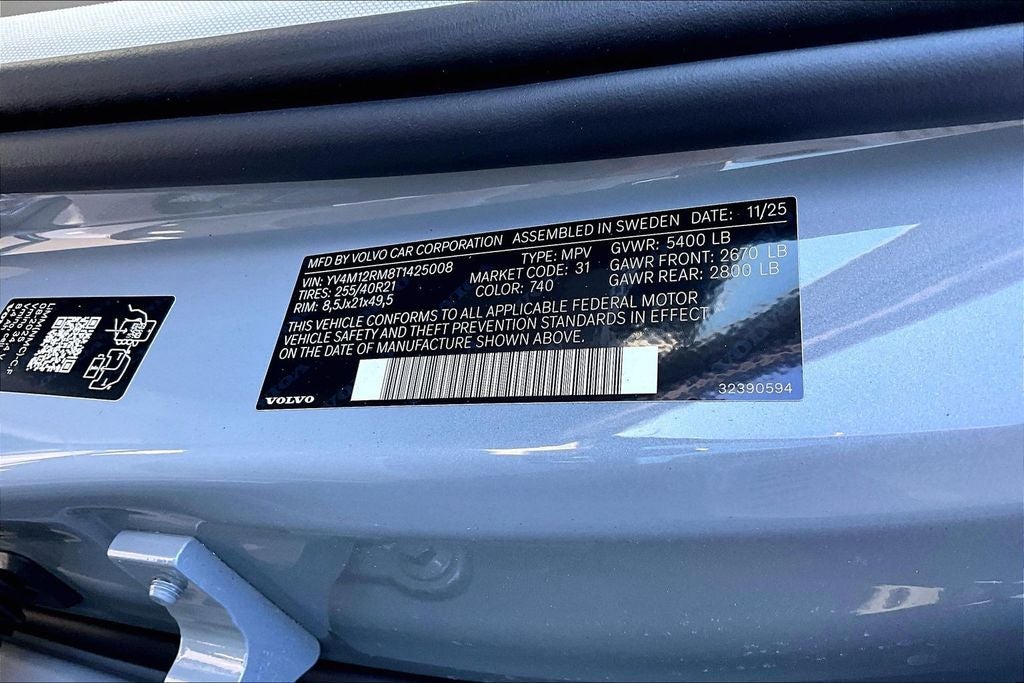 MFD BY VOLVO CAR CORPORATION ASSEMBLED IN SWEDEN DATE: 11/25
VIN: YV4M12RM8T1425008 TYPE: MPV GVWR: 5400 LB
TIRES: 255/40R21 MARKET CODE: 31 GAWR FRONT: 2670 LB
RIM: 8,5Jx21x49,5 COLOR: 740 GAWR REAR: 2800 LB
THIS VEHICLE CONFORMS TO ALL APPLICABLE FEDERAL MOTOR
VEHICLE SAFETY AND THEFT PREVENTION STANDARDS IN EFFECT
ON THE DATE OF MANUFACTURE SHOWN ABOVE.
VOLVO 32390594